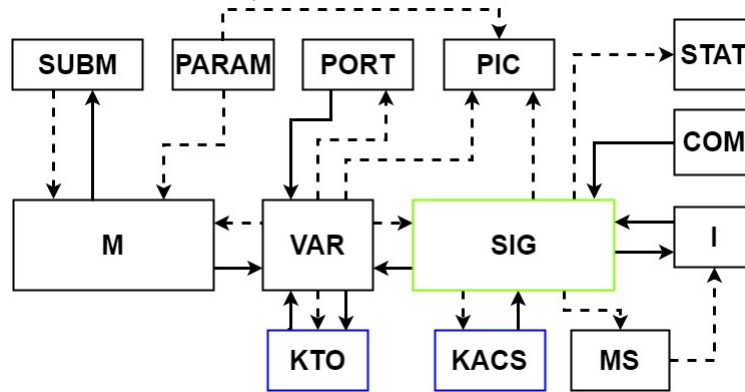 SUBM
PARAM
PORT
PIC
STAT
COM
M
VAR
SIG
I
KTO
KACS
MS